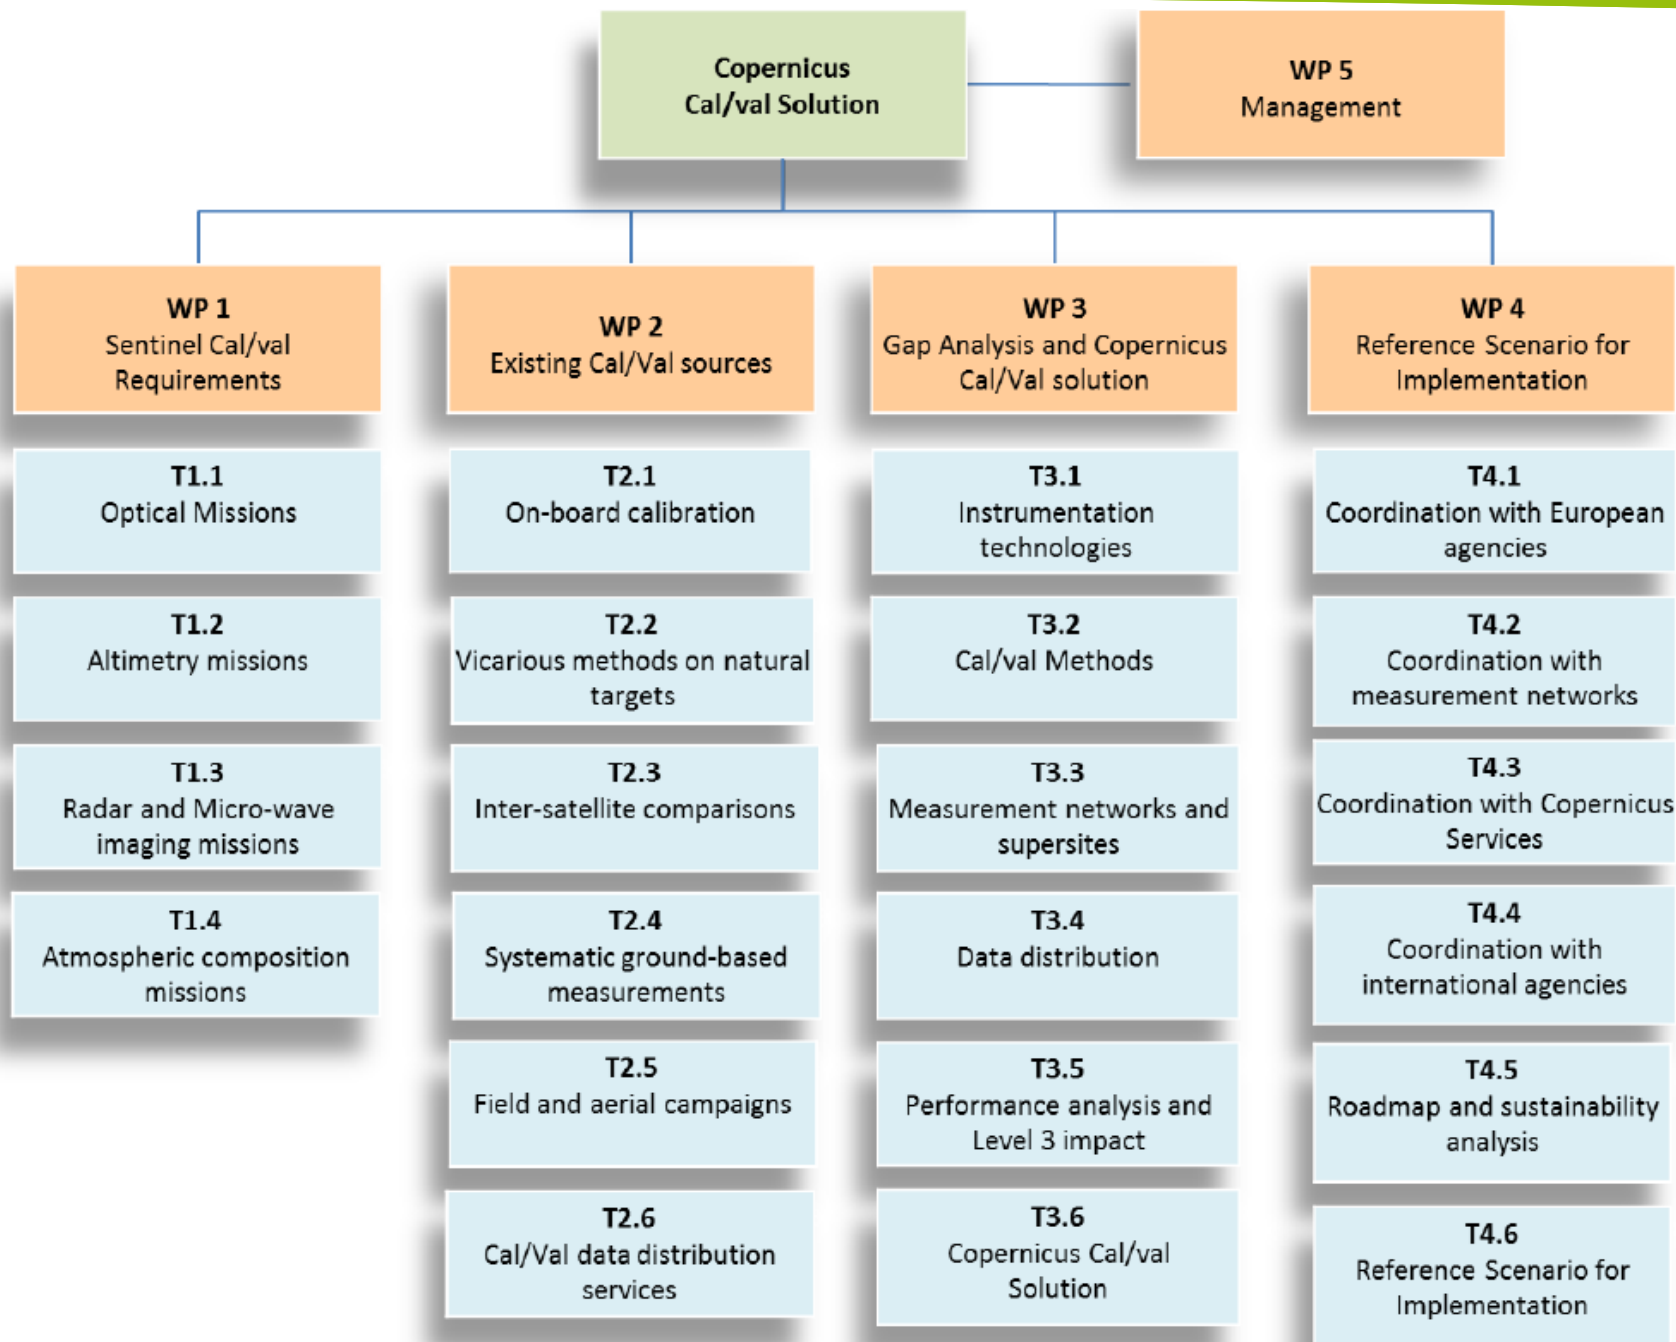 Copernicus
Cal/val Solution
WP 5
Management
WP 1
Sentinel Cal/val
Requirements
WP 2
Existing Cal/Val sources
WP 3
Gap Analysis and Copernicus
Cal/Val solution
WP 4
Reference Scenario for
Implementation
T1.1
Optical Missions
T1.2
Altimetry missions
T1.3
Radar and Micro-wave
imaging missions
T1.4
Atmospheric composition
missions
T2.1
On-board calibration
T2.2
Vicarious methods on natural
targets
T2.3
Inter-satellite comparisons
T2.4
Systematic ground-based
measurements
T2.5
Field and aerial campaigns
T2.6
Cal/Val data distribution
services
T3.1
Instrumentation
technologies
T3.2
Cal/val Methods
T3.3
Measurement networks and
supersites
T3.4
Data distribution
T3.5
Performance analysis and
Level 3 impact
T3.6
Copernicus Cal/val
Solution
T4.1
Coordination with European
agencies
T4.2
Coordination with
measurement networks
T4.3
Coordination with Copernicus
Services
T4.4
Coordination with
international agencies
T4.5
Roadmap and sustainability
analysis
T4.6
Reference Scenario for
Implementation